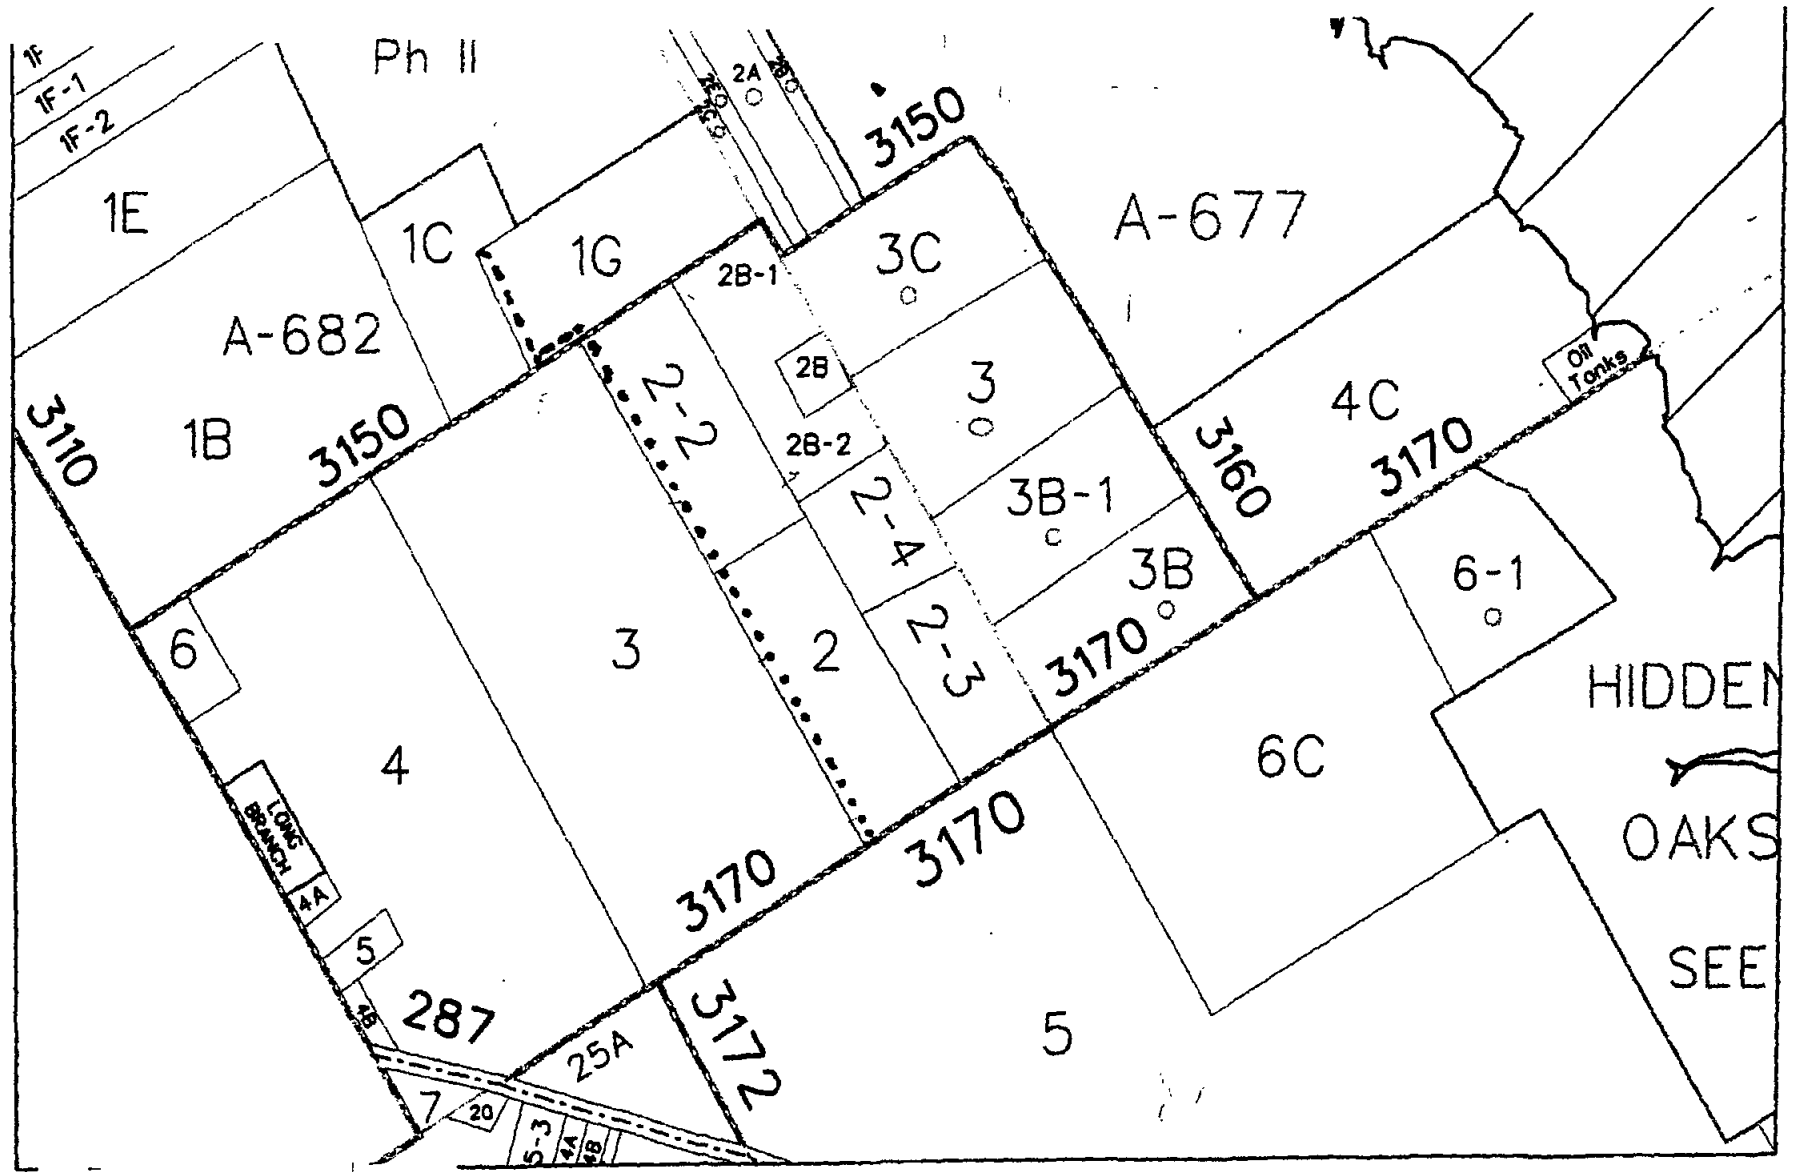 1F
Ph II
1F-1
2E
2A
2B
1F-2
3150
1E
1C
1G
A-677
3C
2B-1
A-682
Oil
Tanks
2B
2-2
3
4C
3110
1B
3150
2B-2
3160
3170
2-4
3B-1
3B
6-1
6
3
2
2-3
3170
HIDDEN
4
6C
LONG
BRANCH
3170
OAKS
3170
4A
5
SEE
4B
287
25A
3172
5
7
20
5-3
4A
4B